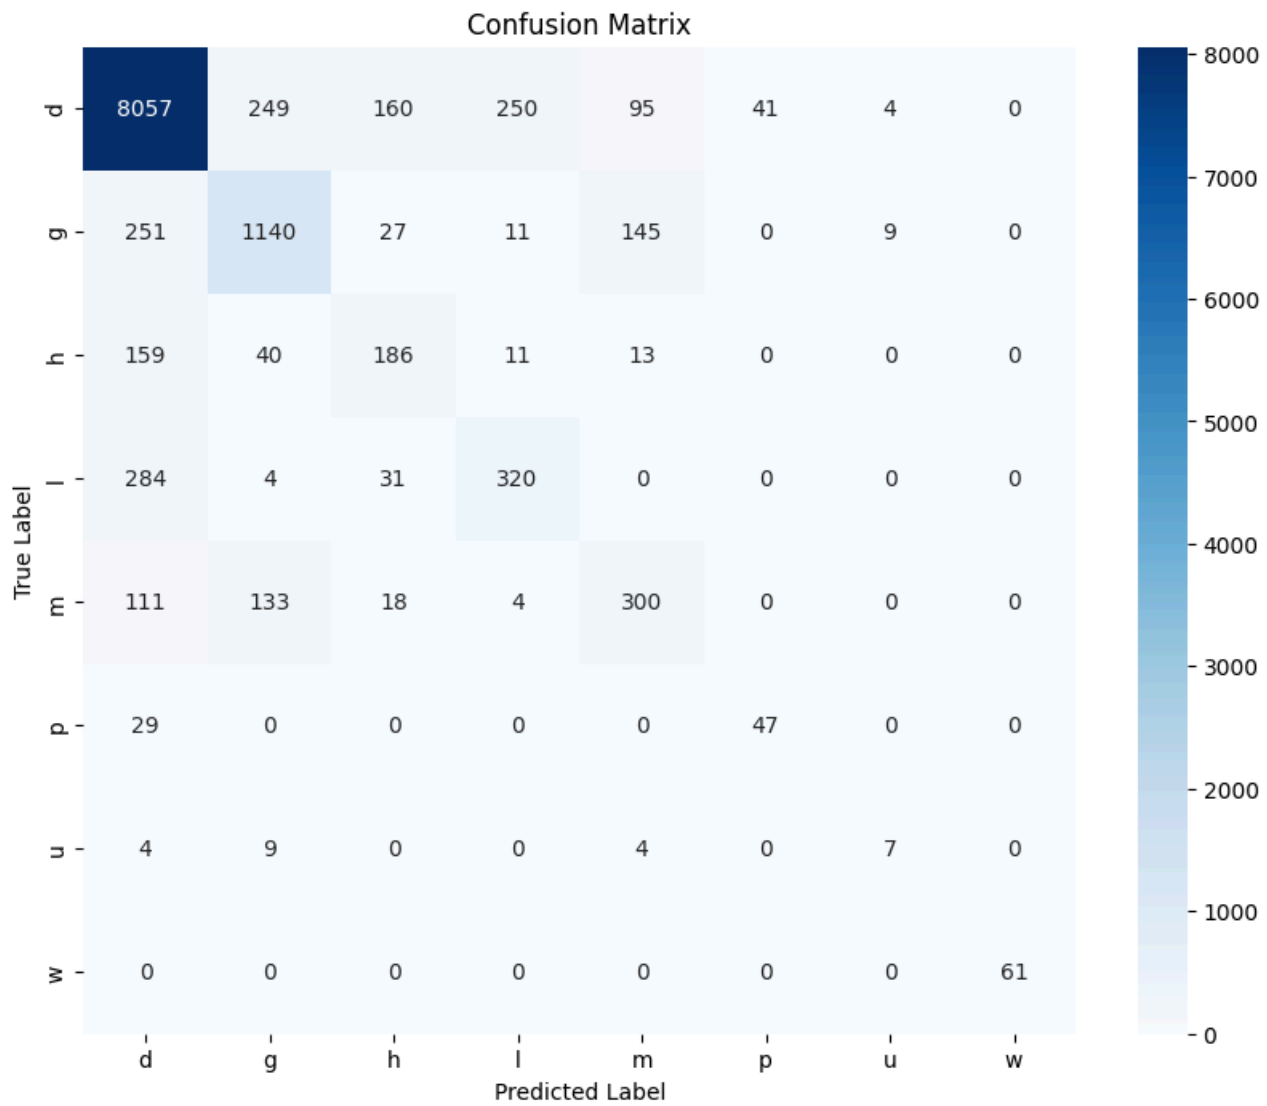 Confusion Matrix
d 8057 249 160 250 95 41 4 0
g 251 1140 27 11 145 0 9 0
h 159 40 186 11 13 0 0 0
l 284 4 31 320 0 0 0 0
m 111 133 18 4 300 0 0 0
p 29 0 0 0 0 47 0 0
u 4 9 0 0 4 0 7 0
w 0 0 0 0 0 0 0 61
d g h l m p u w
Predicted Label
True Label
8000
7000
6000
5000
4000
3000
2000
1000
0